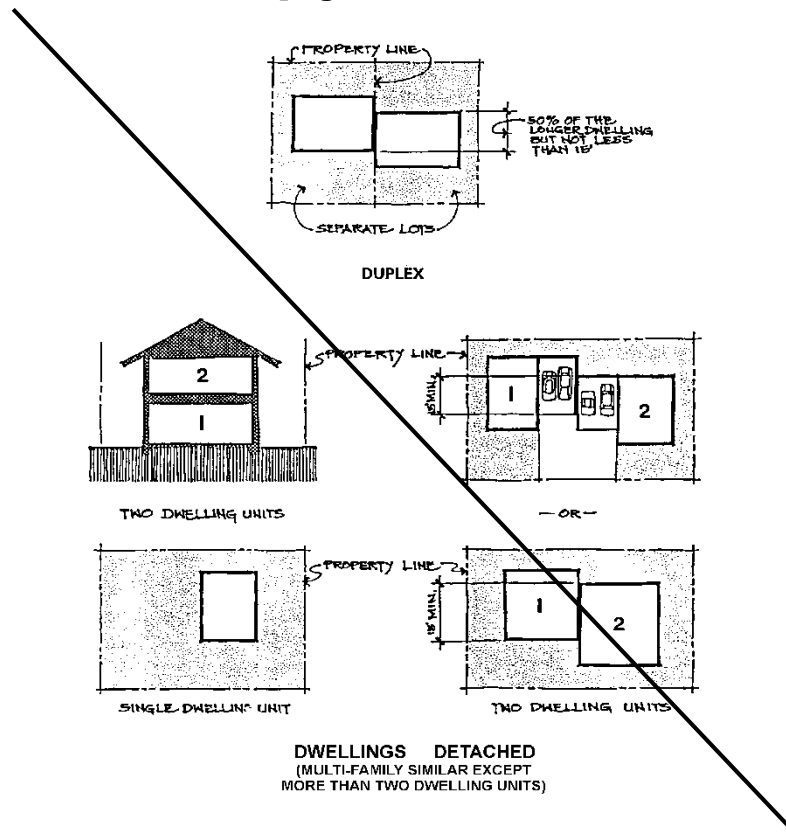 PROPERTY LINE
50% OF THE
LONGER DWELLING
BUT NOT LESS
THAN 15'
SEPARATE LOTS
DUPLEX
PROPERTY LINE
2
1
15' MIN.
1
2
TWO DWELLING UNITS
— OR —
PROPERTY LINE
15' MIN.
1
2
SINGLE DWELLING UNIT
TWO DWELLING UNITS
DWELLINGS DETACHED
(MULTI-FAMILY SIMILAR EXCEPT
MORE THAN TWO DWELLING UNITS)